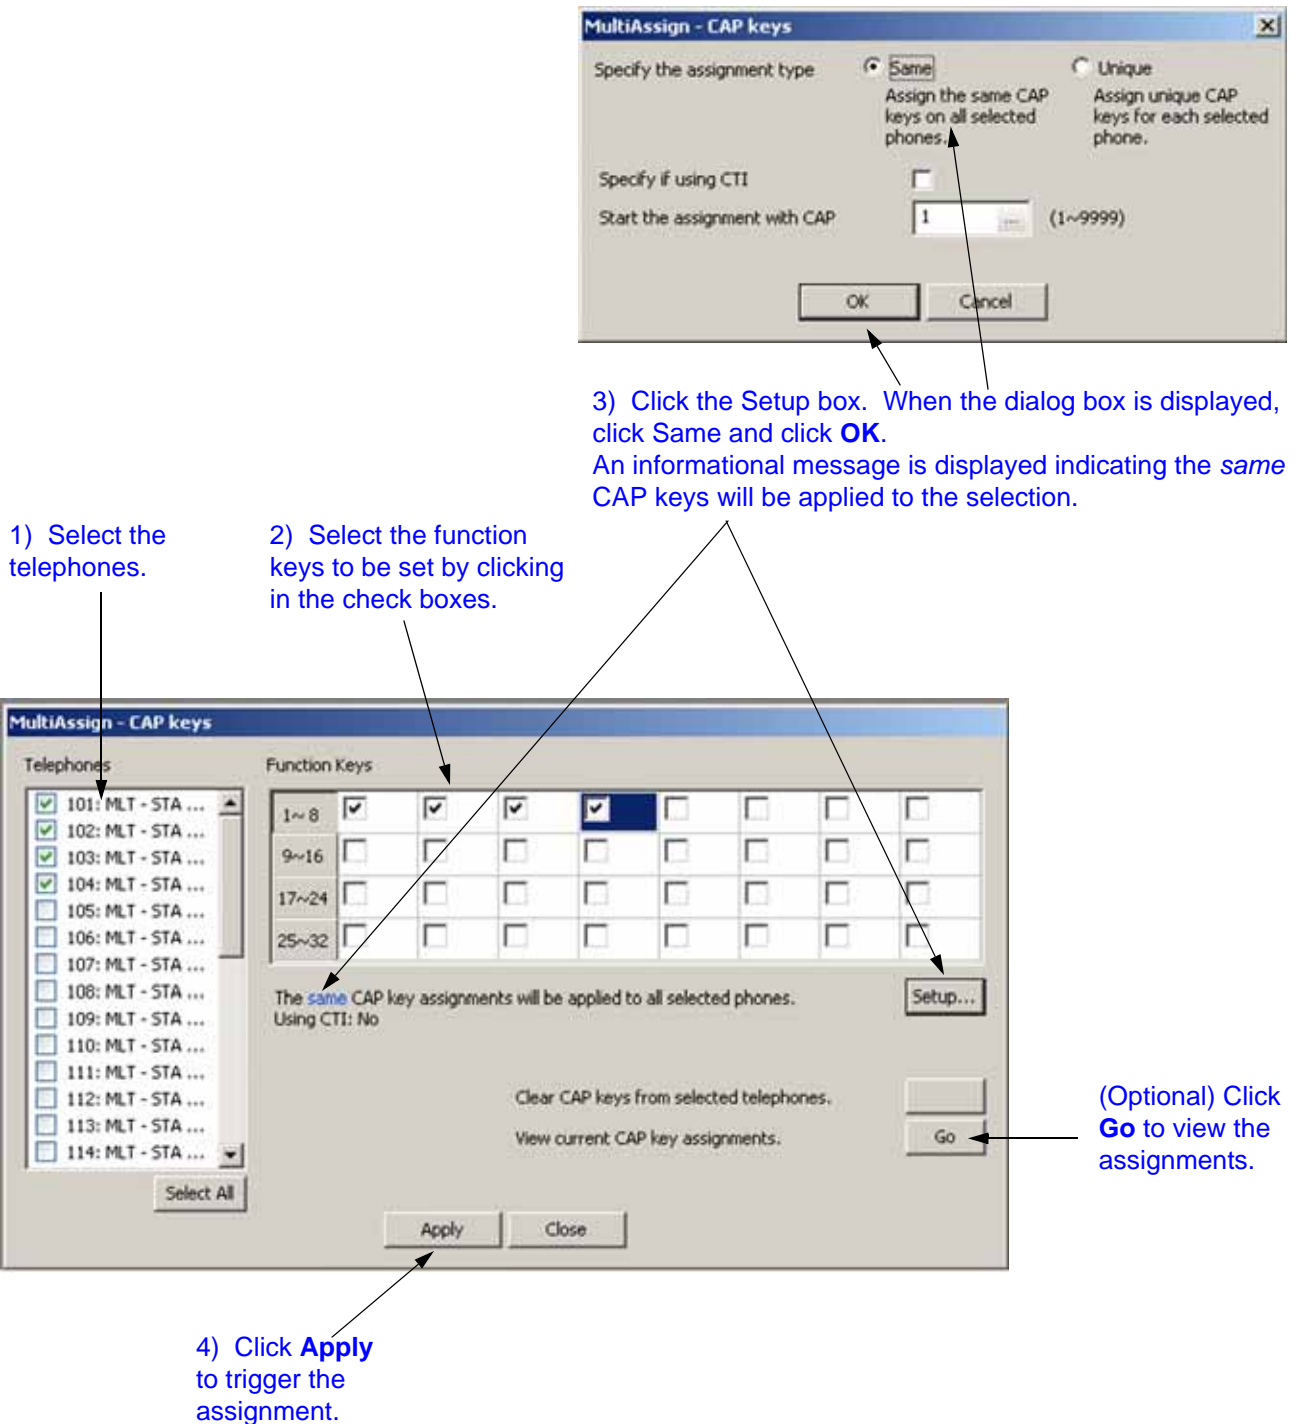 MultiAssign - CAP keys
Specify the assignment type
Same
Unique
Assign the same CAP
keys on all selected
phones.
Assign unique CAP
keys for each selected
phone.
Specify if using CTI
Start the assignment with CAP
1
...
(1~9999)
OK
Cancel
3) Click the Setup box. When the dialog box is displayed,
click Same and click OK.
An informational message is displayed indicating the same
CAP keys will be applied to the selection.
1) Select the
telephones.
2) Select the function
keys to be set by clicking
in the check boxes.
MultiAssign - CAP keys
Telephones
101: MLT - STA ...
102: MLT - STA ...
103: MLT - STA ...
104: MLT - STA ...
105: MLT - STA ...
106: MLT - STA ...
107: MLT - STA ...
108: MLT - STA ...
109: MLT - STA ...
110: MLT - STA ...
111: MLT - STA ...
112: MLT - STA ...
113: MLT - STA ...
114: MLT - STA ...
Select All
Function Keys
1~ 8
9~16
17~24
25~32
The same CAP key assignments will be applied to all selected phones.
Using CTI: No
Setup...
Clear CAP keys from selected telephones.
View current CAP key assignments.
Go
Apply
Close
(Optional) Click
Go to view the
assignments.
4) Click Apply
to trigger the
assignment.